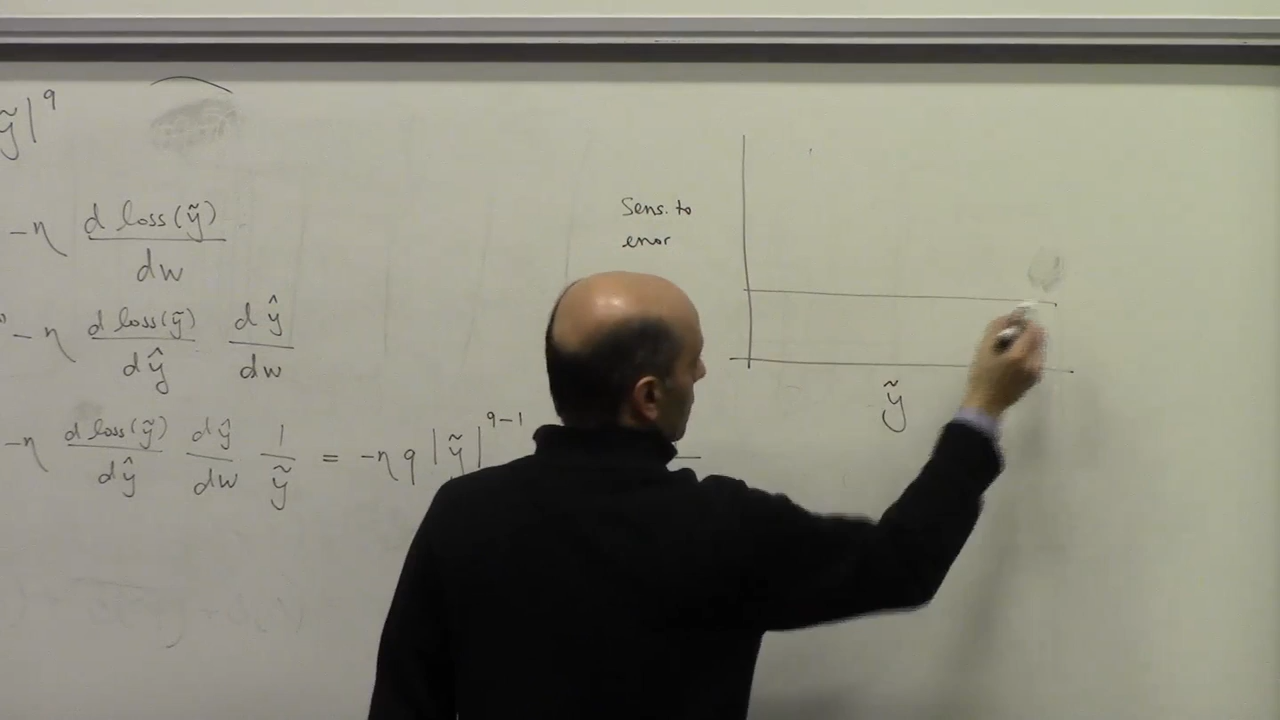 ỹ|^q
-η d loss(ỹ)/dw
-η d loss(ỹ)/dŷ dŷ/dw
-η d loss(ỹ)/dŷ dŷ/dw 1/ỹ = -η q |ỹ|^q-1
Sens. to
error
ỹ